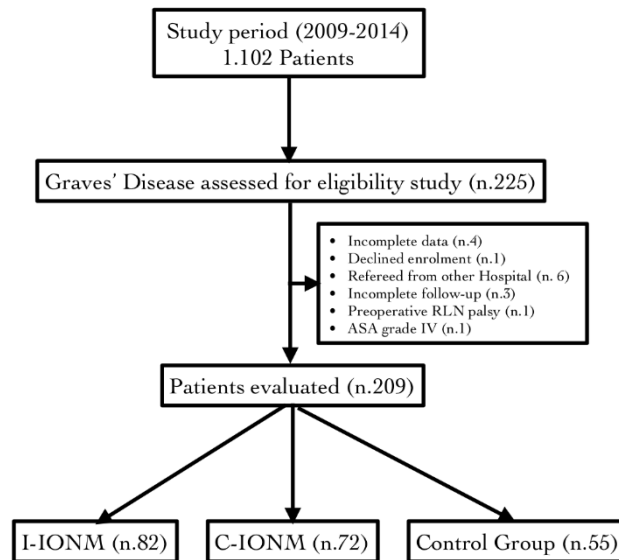 Study period (2009-2014)
1.102 Patients
Graves' Disease assessed for eligibility study (n.225)
• Incomplete data (n.4)
• Declined enrolment (n.1)
• Refereed from other Hospital (n. 6)
• Incomplete follow-up (n.3)
• Preoperative RLN palsy (n.1)
• ASA grade IV (n.1)
Patients evaluated (n.209)
I-IONM (n.82)
C-IONM (n.72)
Control Group (n.55)